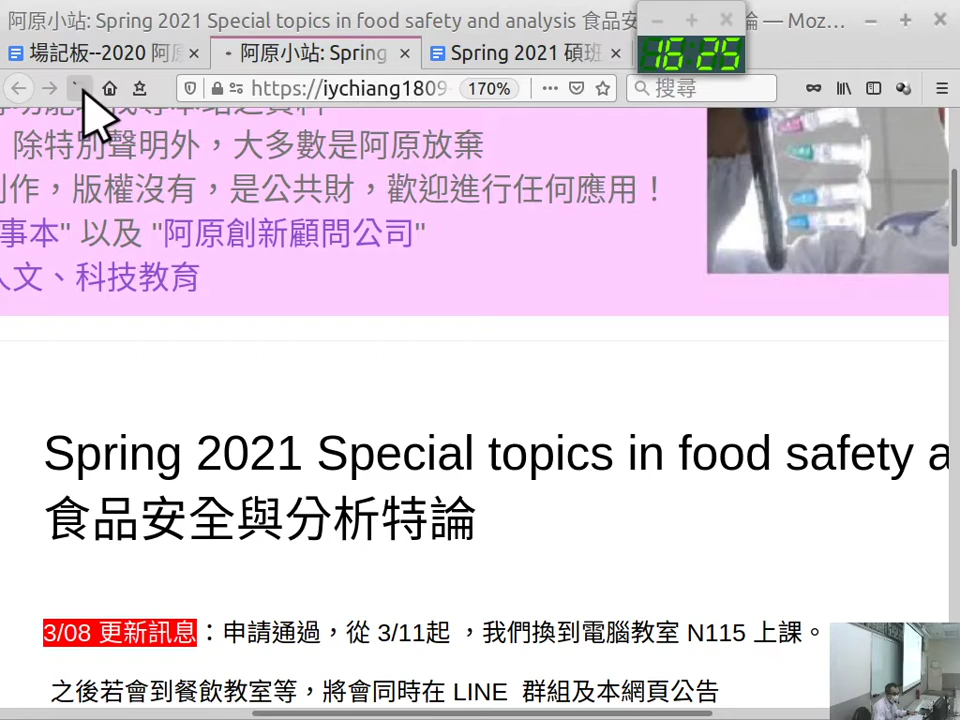 阿原小站: Spring 2021 Special topics in food safety and analysis 食品安 論 — Moz…
場記板--2020 阿原
阿原小站: Spring
Spring 2021 碩班
16:25
https://iychiang1809
170%
搜尋
除特別聲明外，大多數是阿原放棄
創作，版權沒有，是公共財，歡迎進行任何應用！
事本" 以及 "阿原創新顧問公司"
人文、科技教育
Spring 2021 Special topics in food safety a
食品安全與分析特論
3/08 更新訊息：申請通過，從 3/11起 ，我們換到電腦教室 N115 上課。
之後若會到餐飲教室等，將會同時在 LINE 群組及本網頁公告